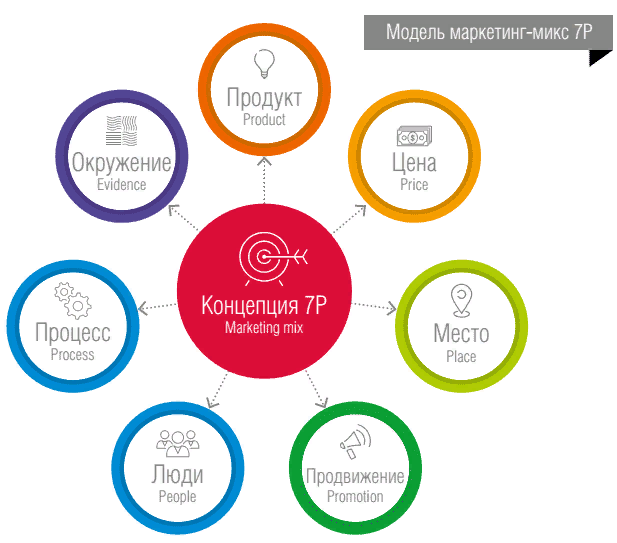 Модель маркетинг-микс 7P
Продукт
Product
Цена
Price
Место
Place
Продвижение
Promotion
Люди
People
Процесс
Process
Окружение
Evidence
Концепция 7P
Marketing mix